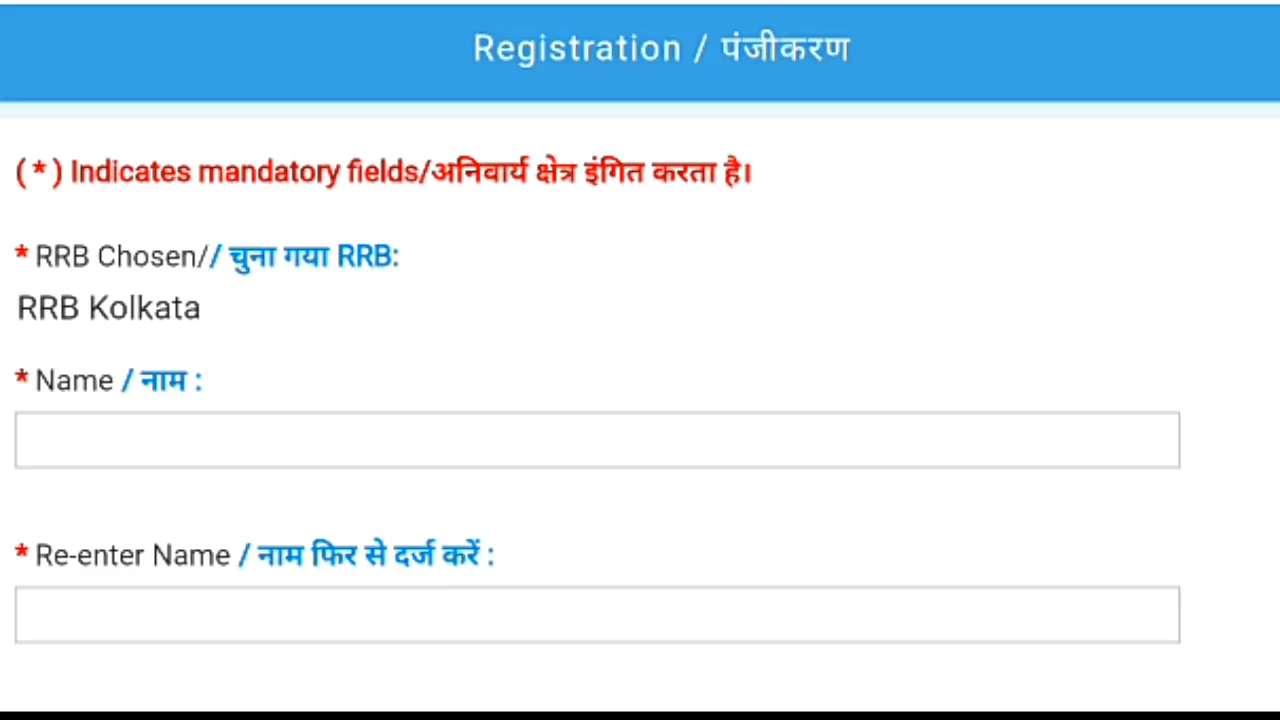 Registration / पंजीकरण
( * ) Indicates mandatory fields/अनिवार्य क्षेत्र इंगित करता है।
* RRB Chosen// चुना गया RRB:
RRB Kolkata
* Name / नाम :
* Re-enter Name / नाम फिर से दर्ज करें :